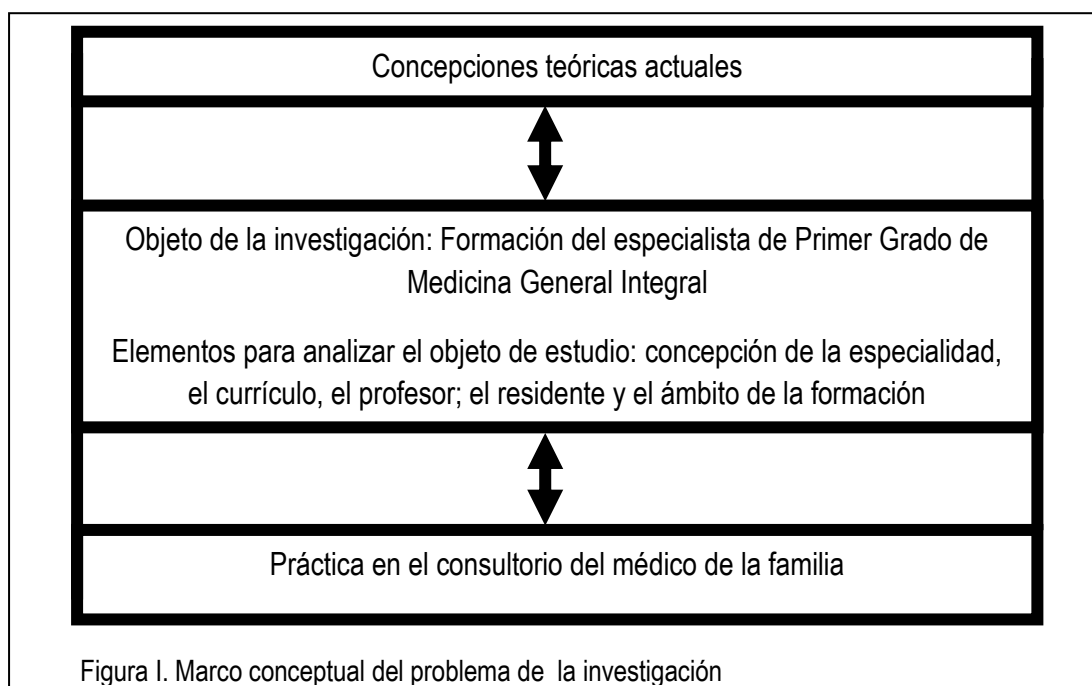 Concepciones teóricas actuales
Objeto de la investigación: Formación del especialista de Primer Grado de
Medicina General Integral
Elementos para analizar el objeto de estudio: concepción de la especialidad,
el currículo, el profesor; el residente y el ámbito de la formación
Práctica en el consultorio del médico de la familia
Figura I. Marco conceptual del problema de  la investigación